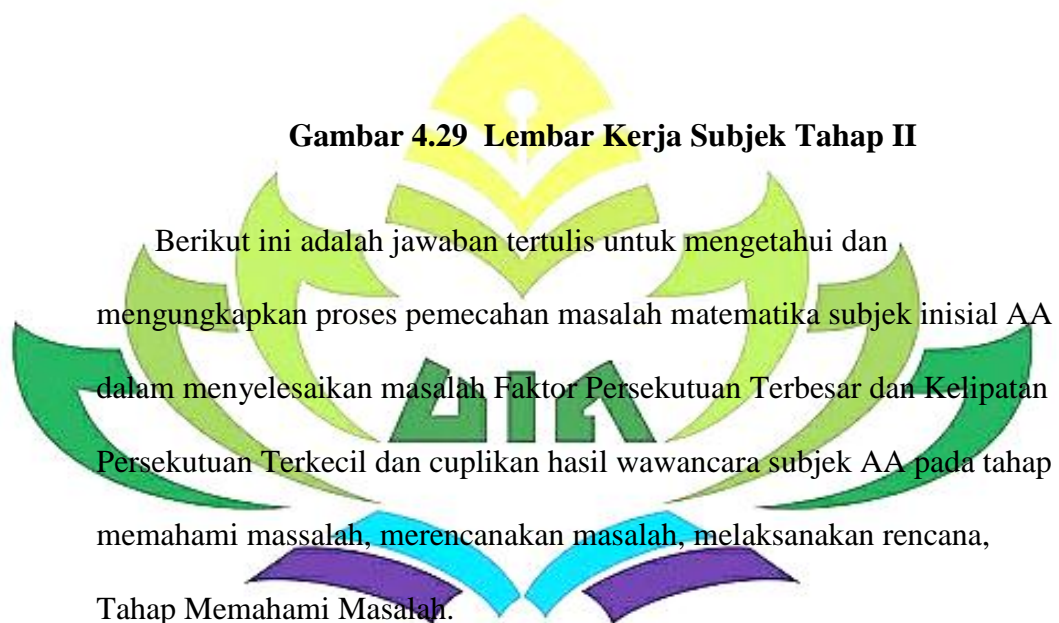 Gambar 4.29 Lembar Kerja Subjek Tahap II
Berikut ini adalah jawaban tertulis untuk mengetahui dan
mengungkapkan proses pemecahan masalah matematika subjek inisial AA
dalam menyelesaikan masalah Faktor Persekutuan Terbesar dan Kelipatan
Persekutuan Terkecil dan cuplikan hasil wawancara subjek AA pada tahap
memahami massalah, merencanakan masalah, melaksanakan rencana,
Tahap Memahami Masalah.